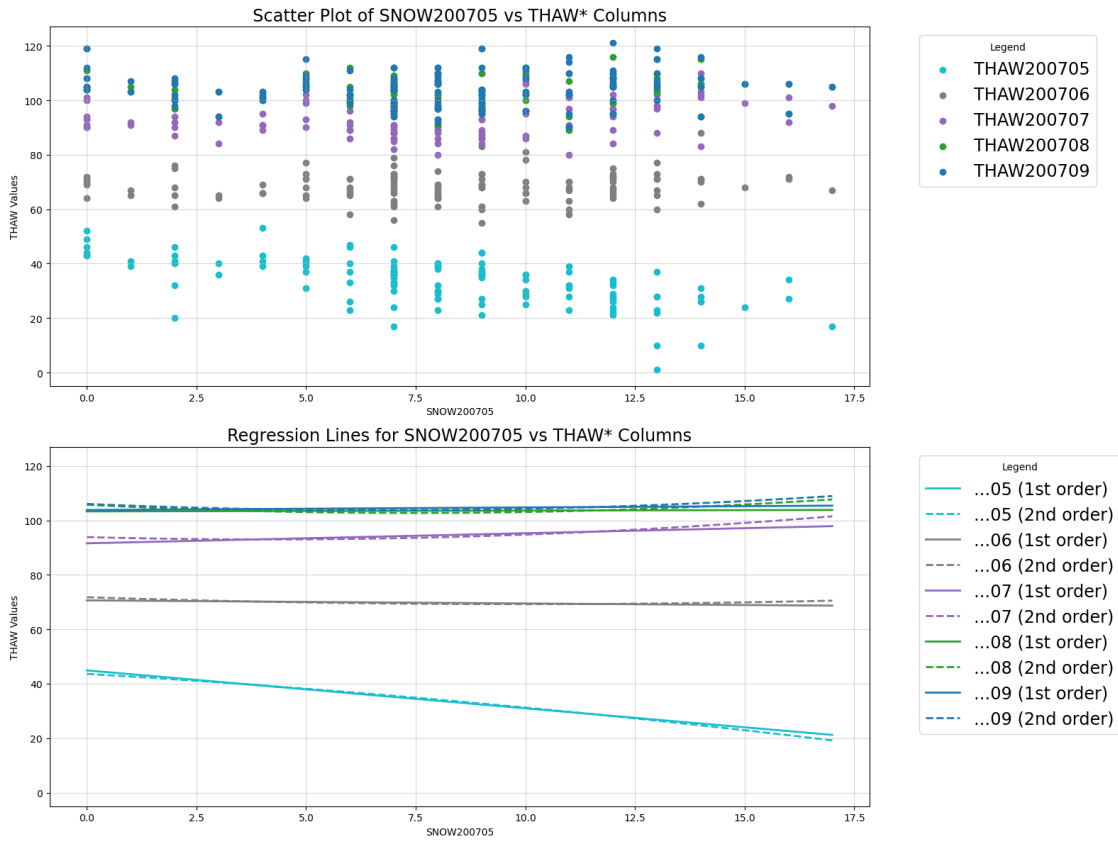 Scatter Plot of SNOW200705 vs THAW* Columns
THAW Values
120
100
80
60
40
20
0
0.0 2.5 5.0 7.5 10.0 12.5 15.0 17.5
SNOW200705
Legend
THAW200705
THAW200706
THAW200707
THAW200708
THAW200709
Regression Lines for SNOW200705 vs THAW* Columns
THAW Values
120
100
80
60
40
20
0
0.0 2.5 5.0 7.5 10.0 12.5 15.0 17.5
SNOW200705
Legend
...05 (1st order)
...05 (2nd order)
...06 (1st order)
...06 (2nd order)
...07 (1st order)
...07 (2nd order)
...08 (1st order)
...08 (2nd order)
...09 (1st order)
...09 (2nd order)